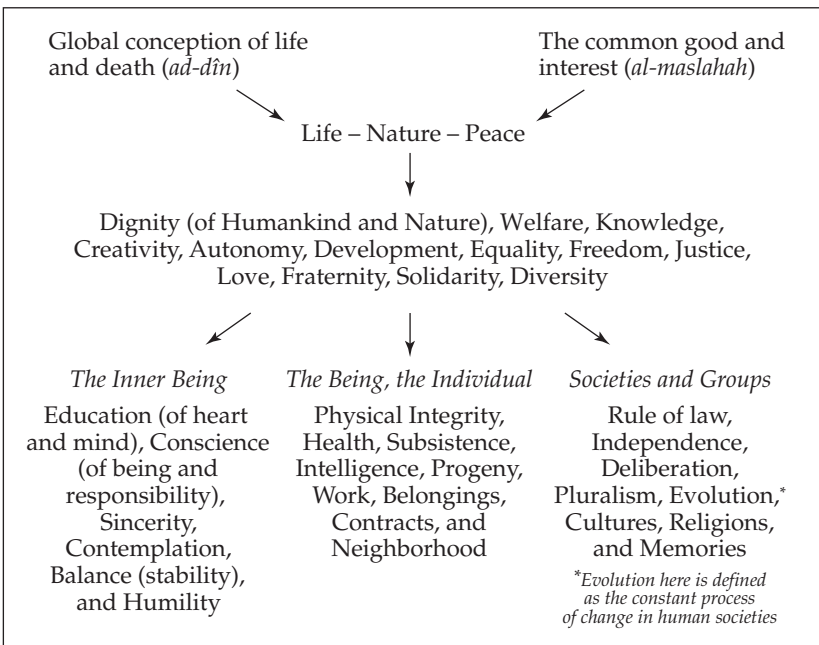 Global conception of life
and death (ad-dîn)
The common good and
interest (al-maslahah)
Life – Nature – Peace
Dignity (of Humankind and Nature), Welfare, Knowledge,
Creativity, Autonomy, Development, Equality, Freedom, Justice,
Love, Fraternity, Solidarity, Diversity
The Inner Being
Education (of heart
and mind), Conscience
(of being and
responsibility),
Sincerity,
Contemplation,
Balance (stability),
and Humility
The Being, the Individual
Physical Integrity,
Health, Subsistence,
Intelligence, Progeny,
Work, Belongings,
Contracts, and
Neighborhood
Societies and Groups
Rule of law,
Independence,
Deliberation,
Pluralism, Evolution,*
Cultures, Religions,
and Memories
*Evolution here is defined
as the constant process
of change in human societies